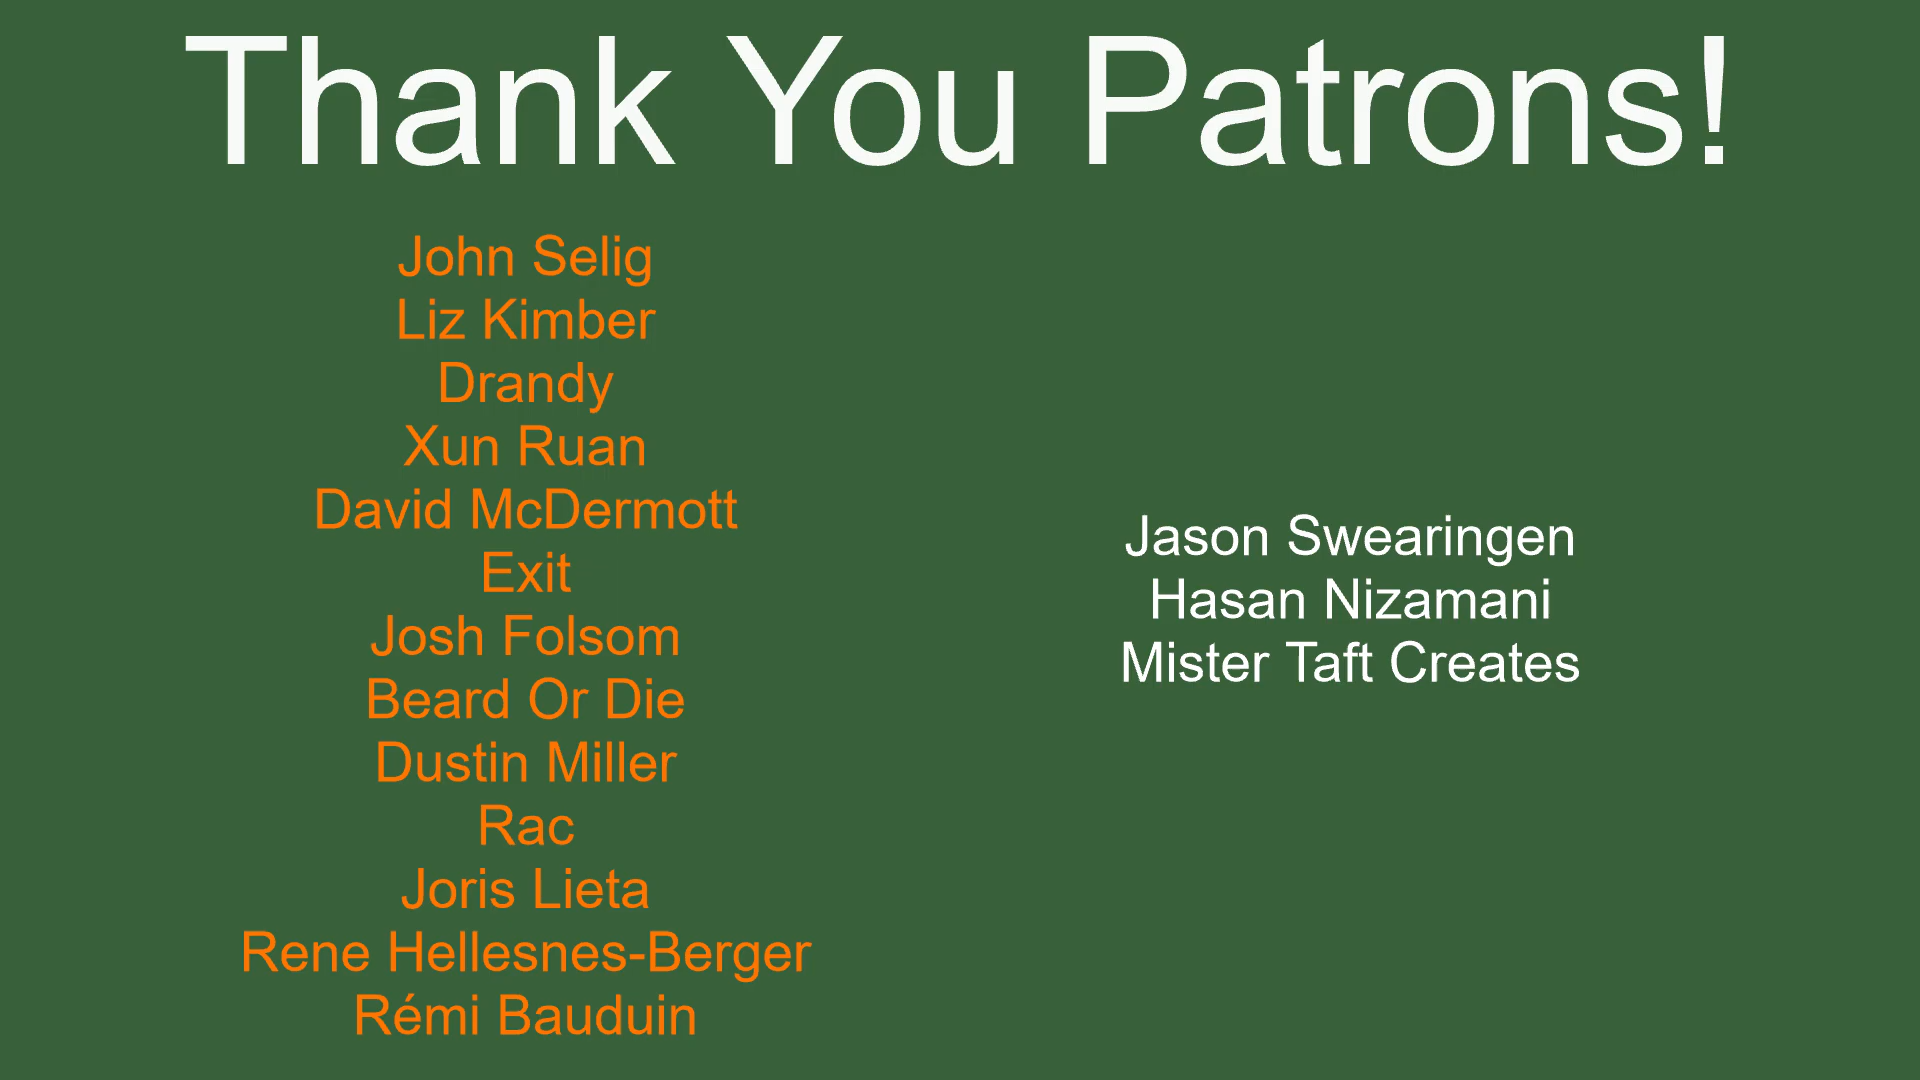 Thank You Patrons!
John Selig
Liz Kimber
Drandy
Xun Ruan
David McDermott
Exit
Josh Folsom
Beard Or Die
Dustin Miller
Rac
Joris Lieta
Rene Hellesnes-Berger
Rémi Bauduin
Jason Swearingen
Hasan Nizamani
Mister Taft Creates